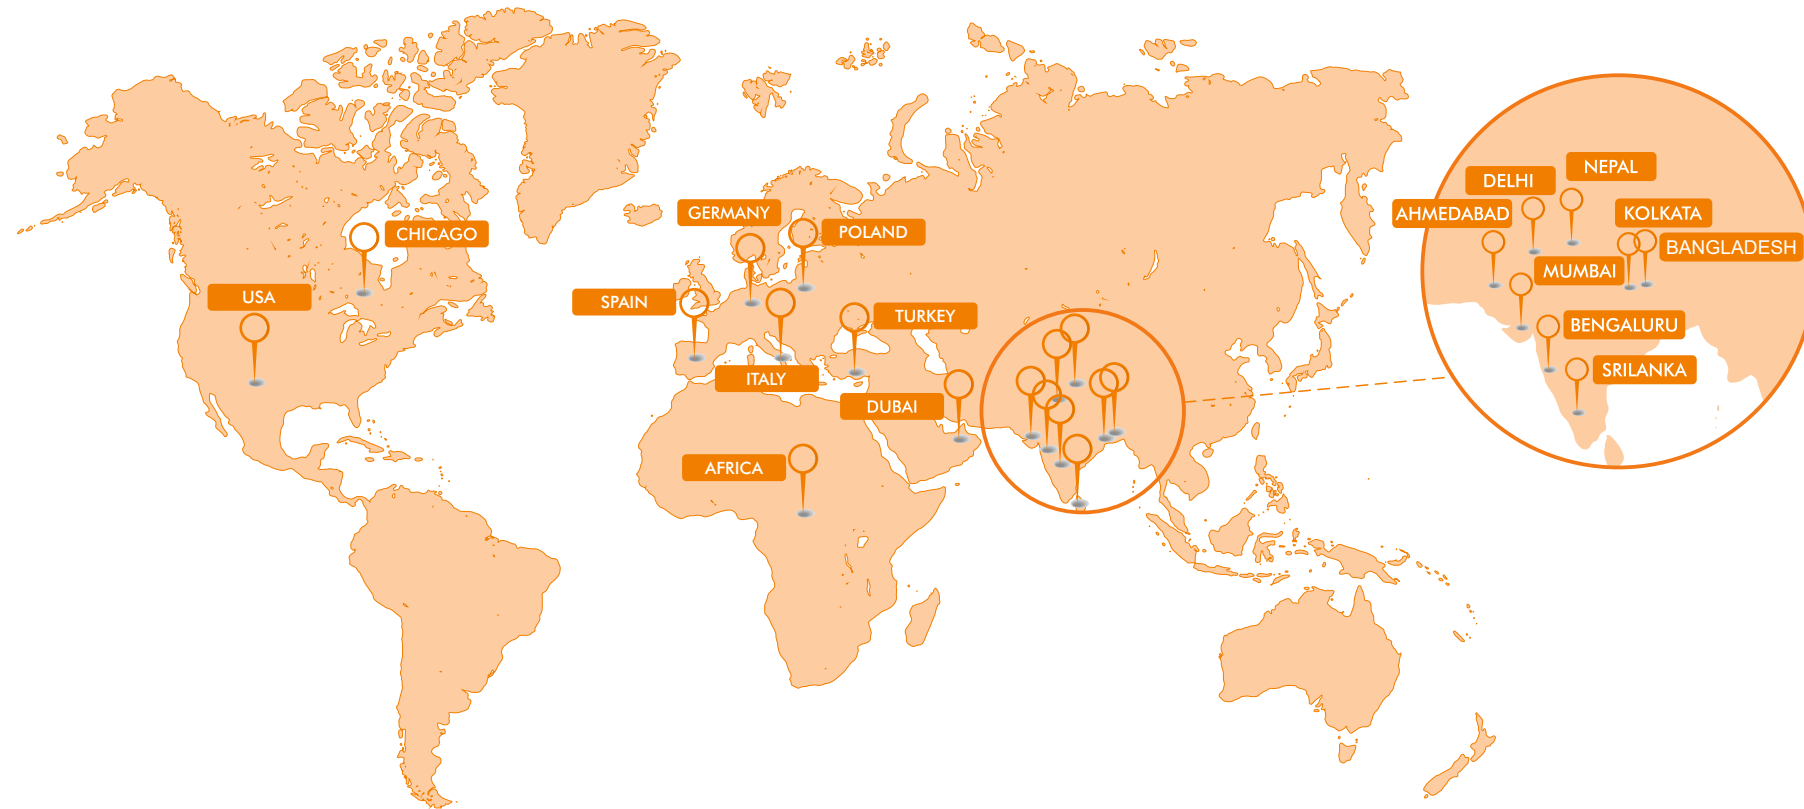 CHICAGO
USA
GERMANY
POLAND
SPAIN
TURKEY
ITALY
DUBAI
AFRICA
NEPAL
DELHI
AHMEDABAD
KOLKATA
BANGLADESH
MUMBAI
BENGALURU
SRILANKA